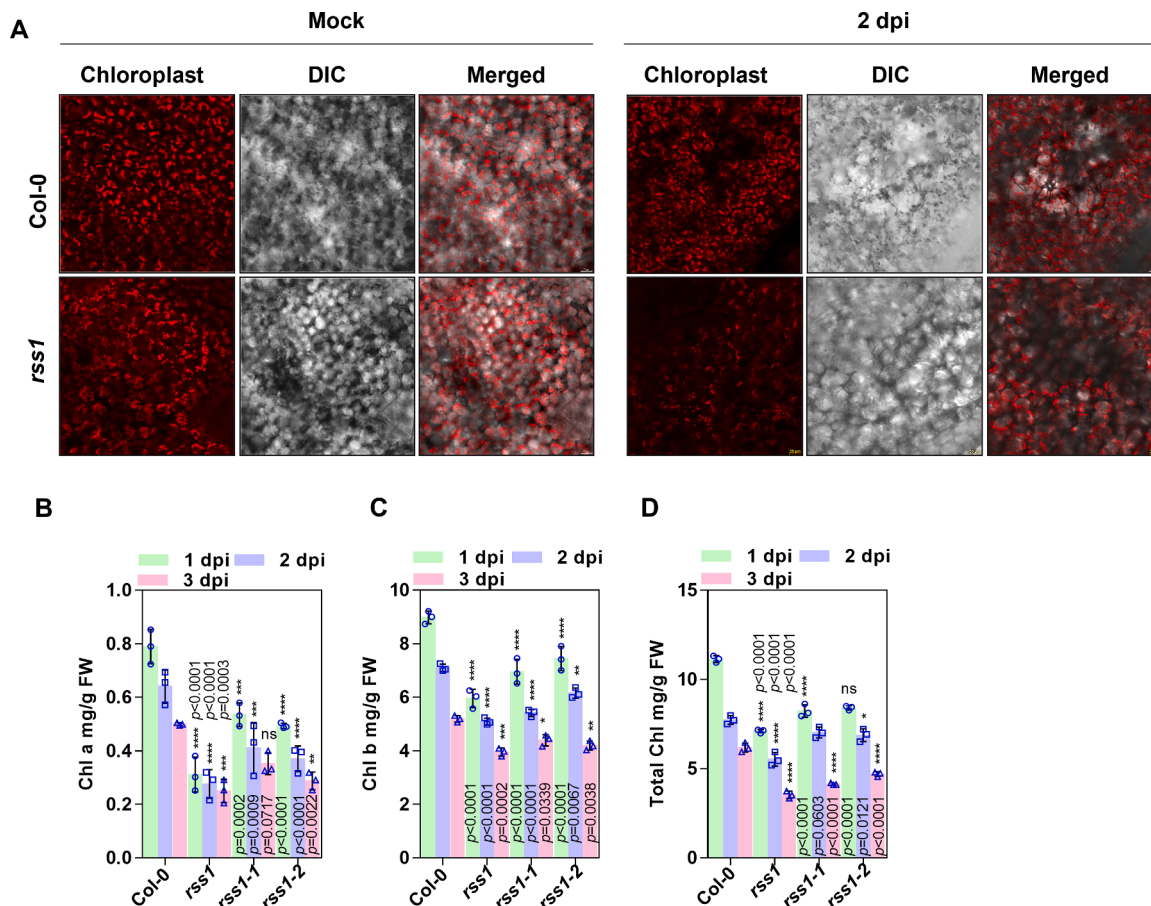 A
Mock
2 dpi
Chloroplast DIC Merged Chloroplast DIC Merged
Col-0
rss1
B
1 dpi 2 dpi
3 dpi
Chl a mg/g FW
1.0
0.8
0.6
0.4
0.2
0.0
p<0.0001
p<0.0001
p=0.0003
**** **** *** *** *** ns **** **** **
p=0.0002
p=0.0009
p=0.0717
p<0.0001
p<0.0001
p=0.0022
Col-0 rss1 rss1-1 rss1-2
C
1 dpi 2 dpi
3 dpi
Chl b mg/g FW
10
8
6
4
2
0
**** **** *** **** **** * **** ** **
p<0.0001
p<0.0001
p=0.0002
p<0.0001
p<0.0001
p=0.0339
p<0.0001
p=0.0067
p=0.0038
Col-0 rss1 rss1-1 rss1-2
D
1 dpi 2 dpi
3 dpi
Total Chl mg/g FW
15
10
5
0
p<0.0001
p<0.0001
p<0.0001
**** **** **** **** **** ns * ****
p<0.0001
p=0.0603
p<0.0001
p<0.0001
p=0.0121
p<0.0001
Col-0 rss1 rss1-1 rss1-2